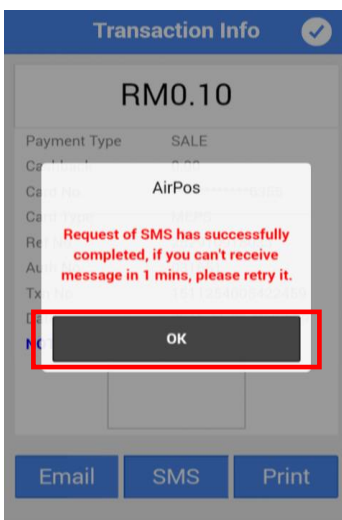 Transaction Info
RM0.10
Payment Type SALE
AirPos
Request of SMS has successfully
completed, if you can't receive
message in 1 mins, please retry it.
OK
Email SMS Print